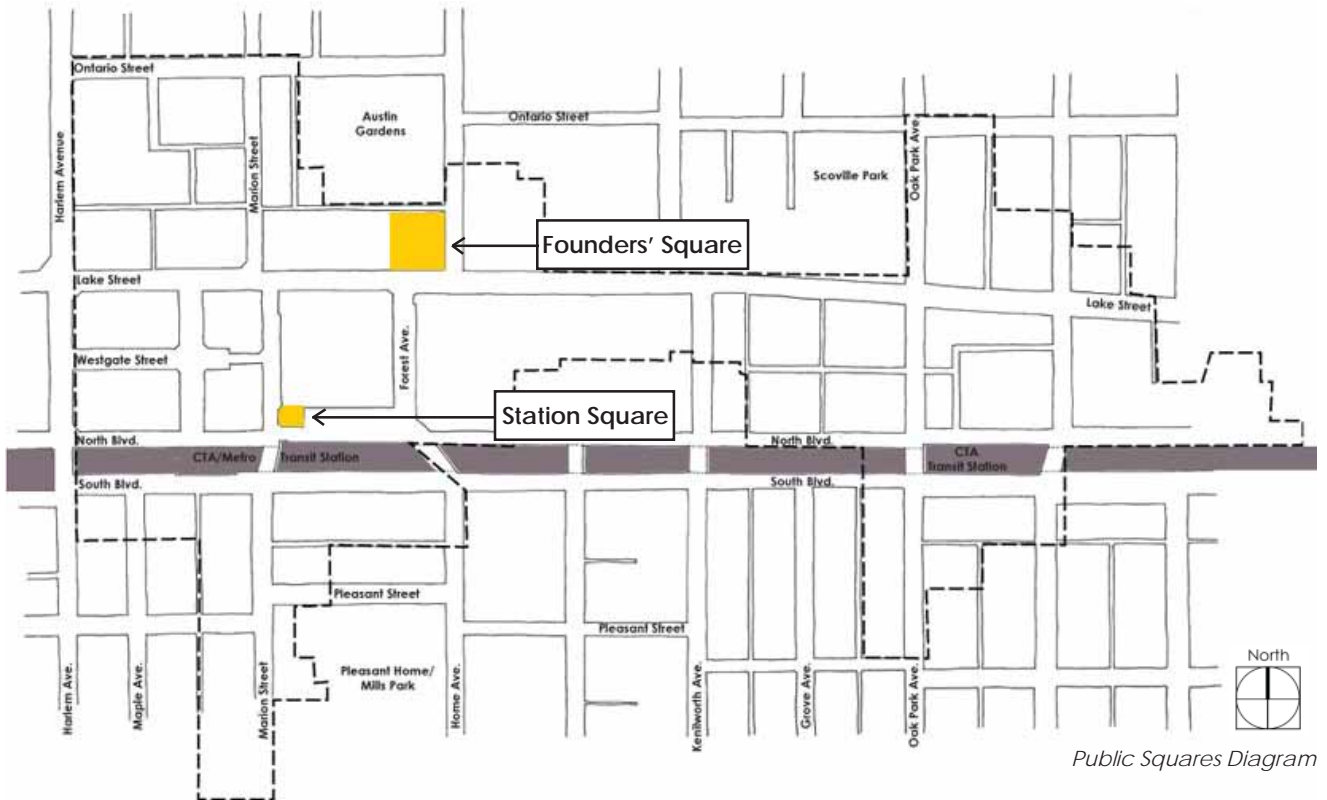 Ontario Street
Austin
Gardens
Ontario Street
Oak Park Ave.
Harlem Avenue
Marion Street
Scoville Park
Founders' Square
Lake Street
Lake Street
Westgate Street
Forest Ave.
Station Square
North Blvd.
North Blvd.
CTA/Metro
Transit Station
CTA
Transit Station
South Blvd.
South Blvd.
Pleasant Street
Pleasant Street
Pleasant Home/
Mills Park
Harlem Ave.
Maple Ave.
Marion Street
Home Ave.
Kenilworth Ave.
Grove Ave.
Oak Park Ave.
North
Public Squares Diagram